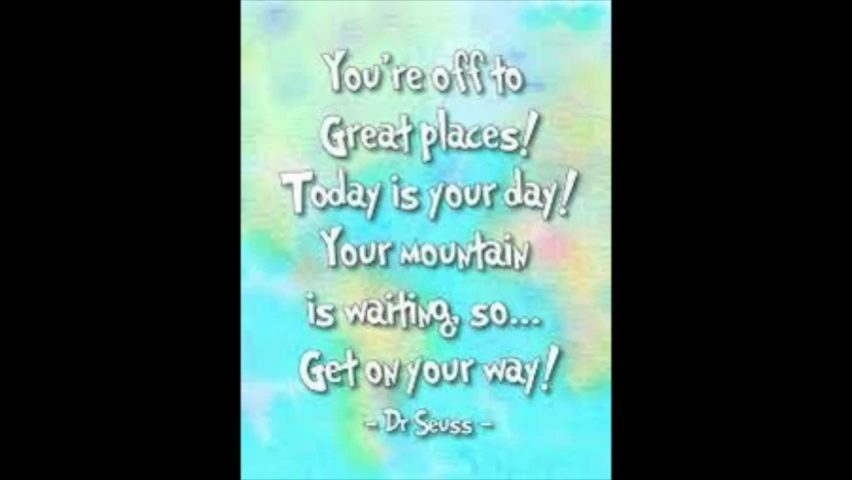 You're off to
Great places!
Today is your day!
Your mountain
is waiting, so...
Get on your way!
- Dr Seuss -